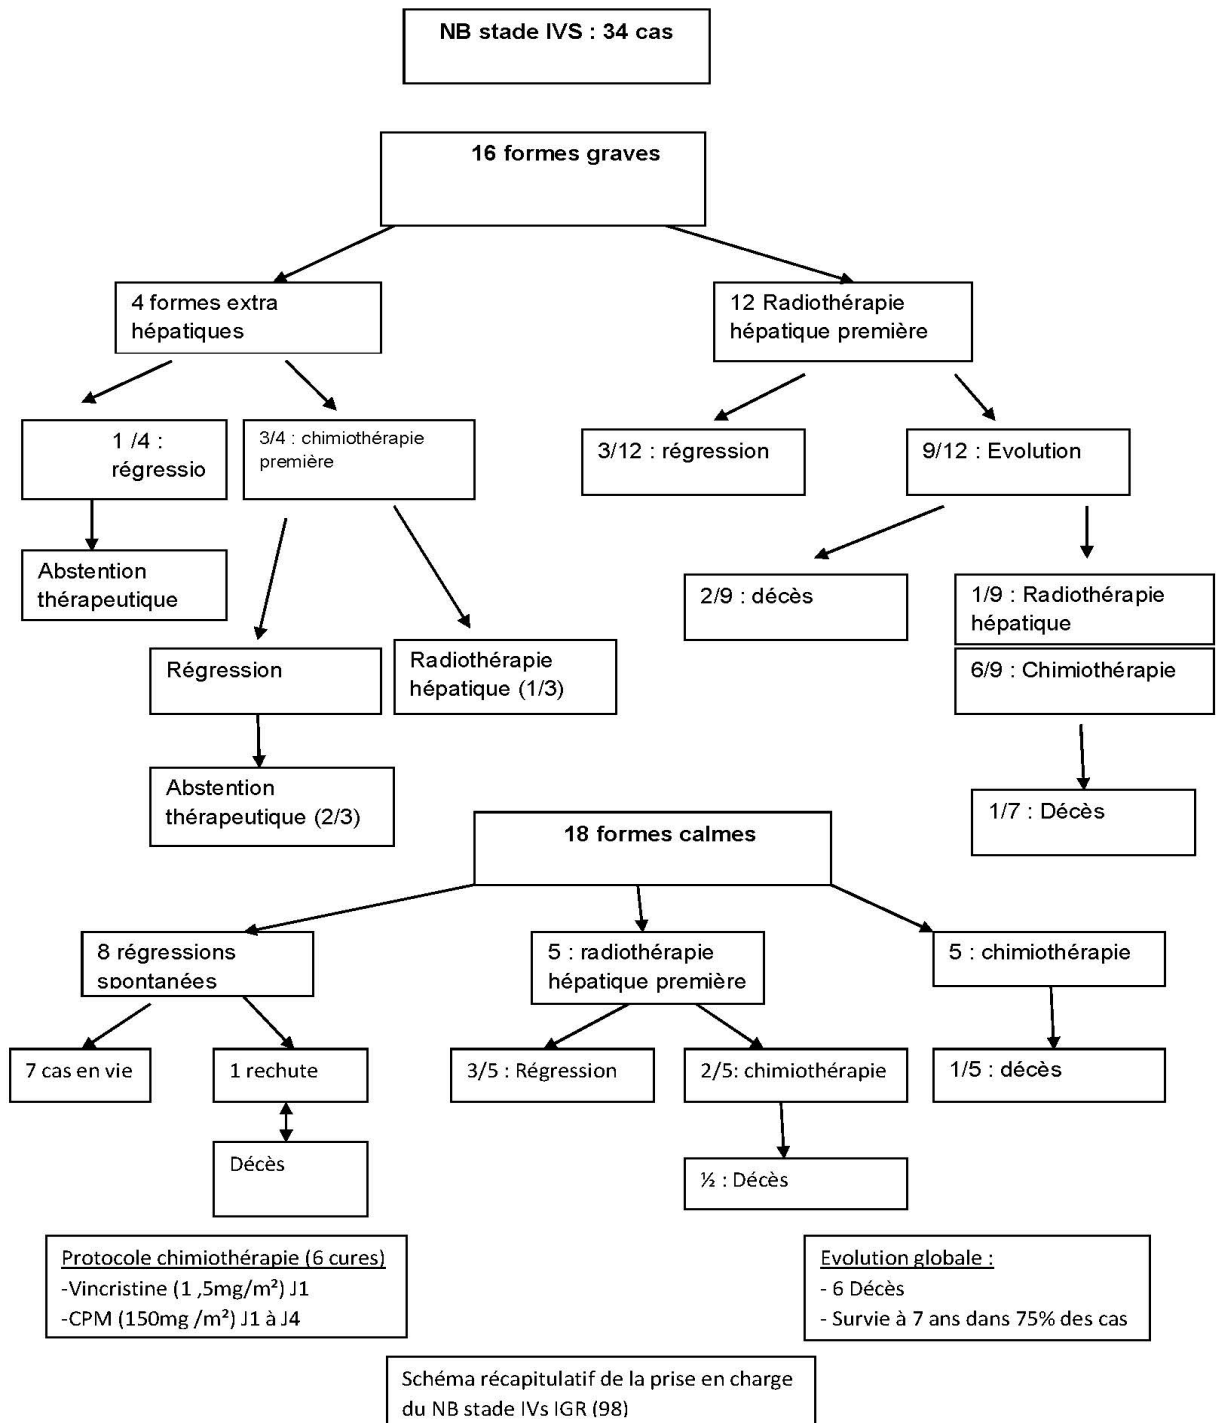 NB stade IVS : 34 cas
16 formes graves
4 formes extra
hépatiques
12 Radiothérapie
hépatique première
1 /4 :
régressio
3/4 : chimiothérapie
première
3/12 : régression
9/12 : Evolution
Abstention
thérapeutique
2/9 : décès
1/9 : Radiothérapie
hépatique
Régression
Radiothérapie
hépatique (1/3)
6/9 : Chimiothérapie
Abstention
thérapeutique (2/3)
1/7 : Décès
18 formes calmes
8 régressions
spontanées
5 : radiothérapie
hépatique première
5 : chimiothérapie
7 cas en vie
1 rechute
3/5 : Régression
2/5: chimiothérapie
1/5 : décès
Décès
½ : Décès
Protocole chimiothérapie (6 cures)
-Vincristine (1 ,5mg/m²) J1
-CPM (150mg /m²) J1 à J4
Evolution globale :
- 6 Décès
- Survie à 7 ans dans 75% des cas
Schéma récapitulatif de la prise en charge
du NB stade IVs IGR (98)